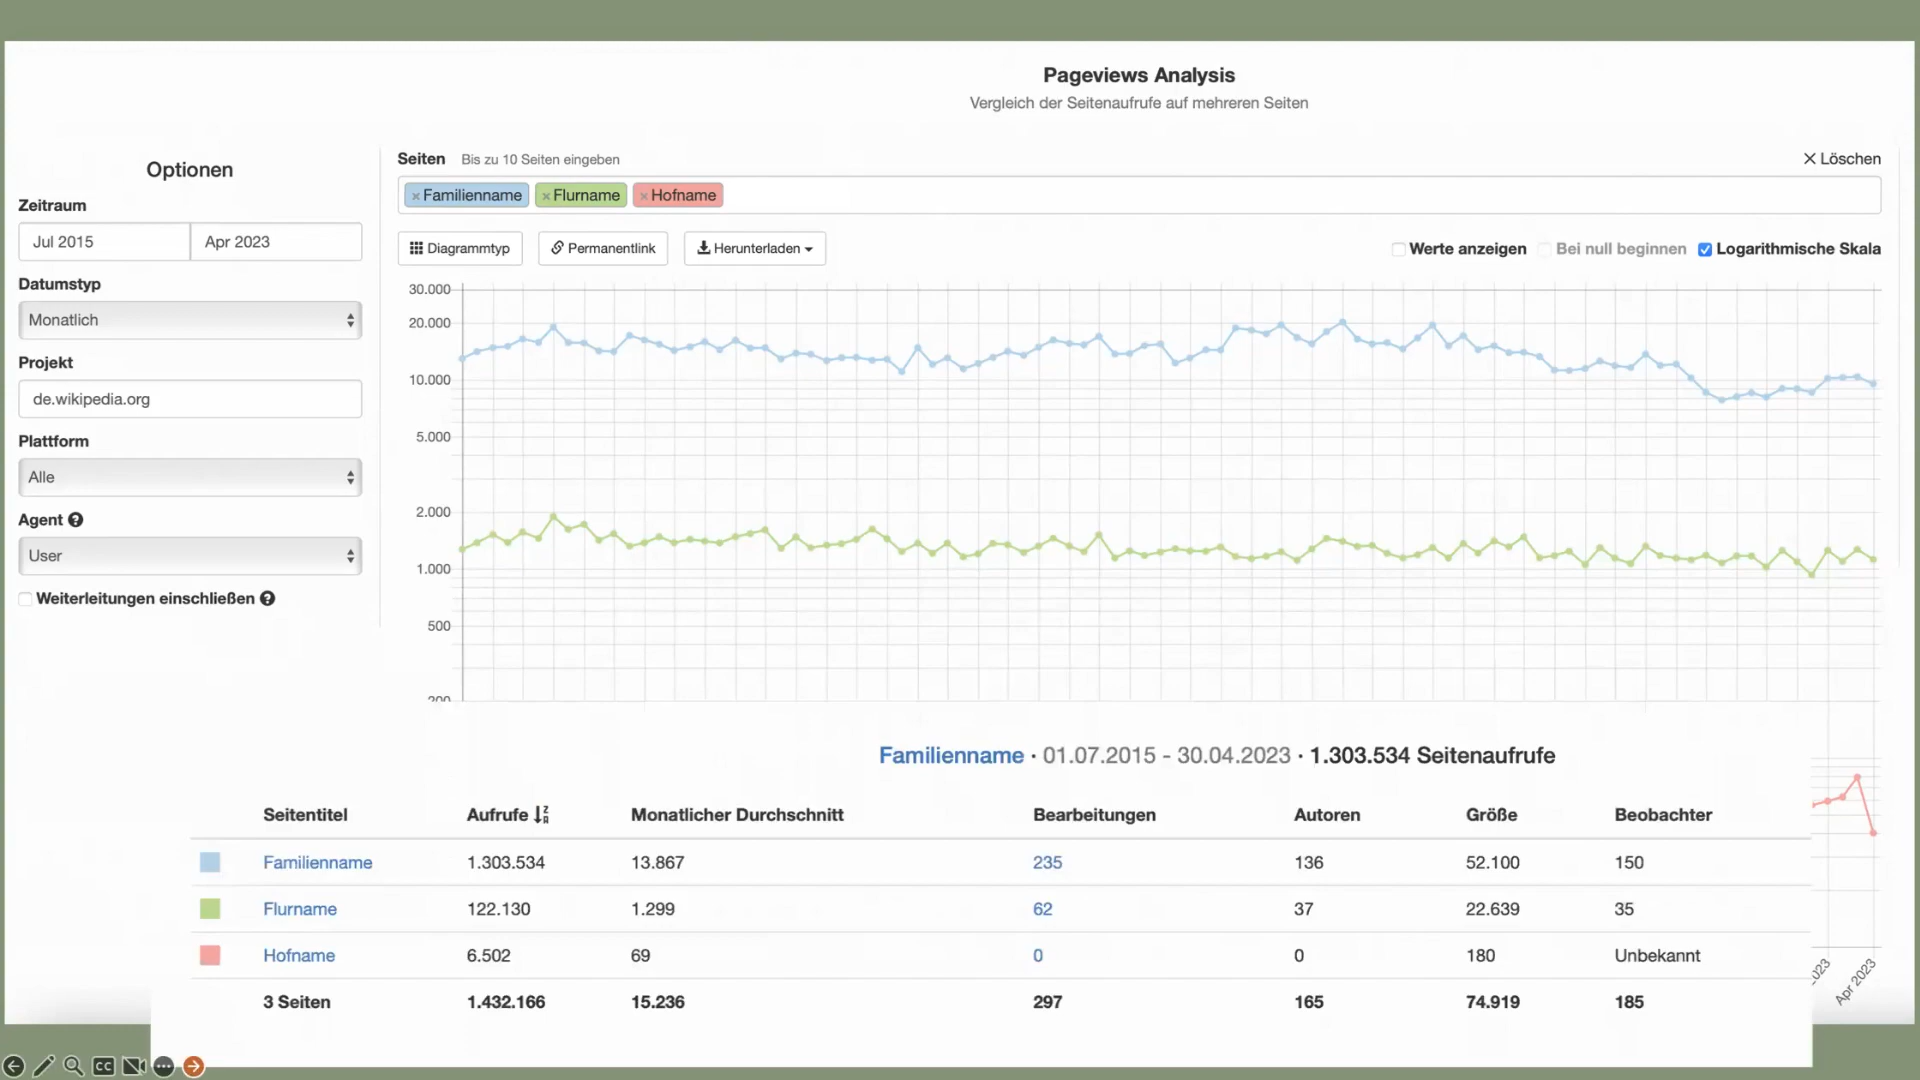 Pageviews Analysis
Vergleich der Seitenaufrufe auf mehreren Seiten
Optionen
Zeitraum
Jul 2015 Apr 2023
Datumstyp
Monatlich
Projekt
de.wikipedia.org
Plattform
Alle
Agent
User
Weiterleitungen einschließen
Seiten Bis zu 10 Seiten eingeben
Löschen
× Familienname × Flurname × Hofname
Diagrammtyp Permanentlink Herunterladen
Werte anzeigen Bei null beginnen Logarithmische Skala
30.000
20.000
10.000
5.000
2.000
1.000
500
200
Familienname · 01.07.2015 - 30.04.2023 · 1.303.534 Seitenaufrufe
Seitentitel Aufrufe Monatlicher Durchschnitt Bearbeitungen Autoren Größe Beobachter
Familienname 1.303.534 13.867 235 136 52.100 150
Flurname 122.130 1.299 62 37 22.639 35
Hofname 6.502 69 0 0 180 Unbekannt
3 Seiten 1.432.166 15.236 297 165 74.919 185
Apr 2023
CC